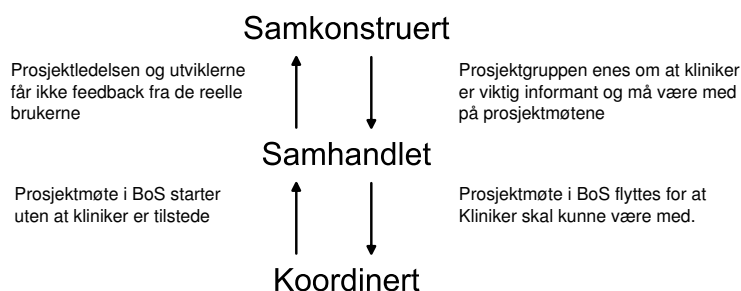 Samkonstruert
Prosjektledelsen og utviklerne
får ikke feedback fra de reelle
brukerne
Prosjektgruppen enes om at kliniker
er viktig informant og må være med
på prosjektmøtene
Samhandlet
Prosjektmøte i BoS starter
uten at kliniker er tilstede
Prosjektmøte i BoS flyttes for at
Kliniker skal kunne være med.
Koordinert